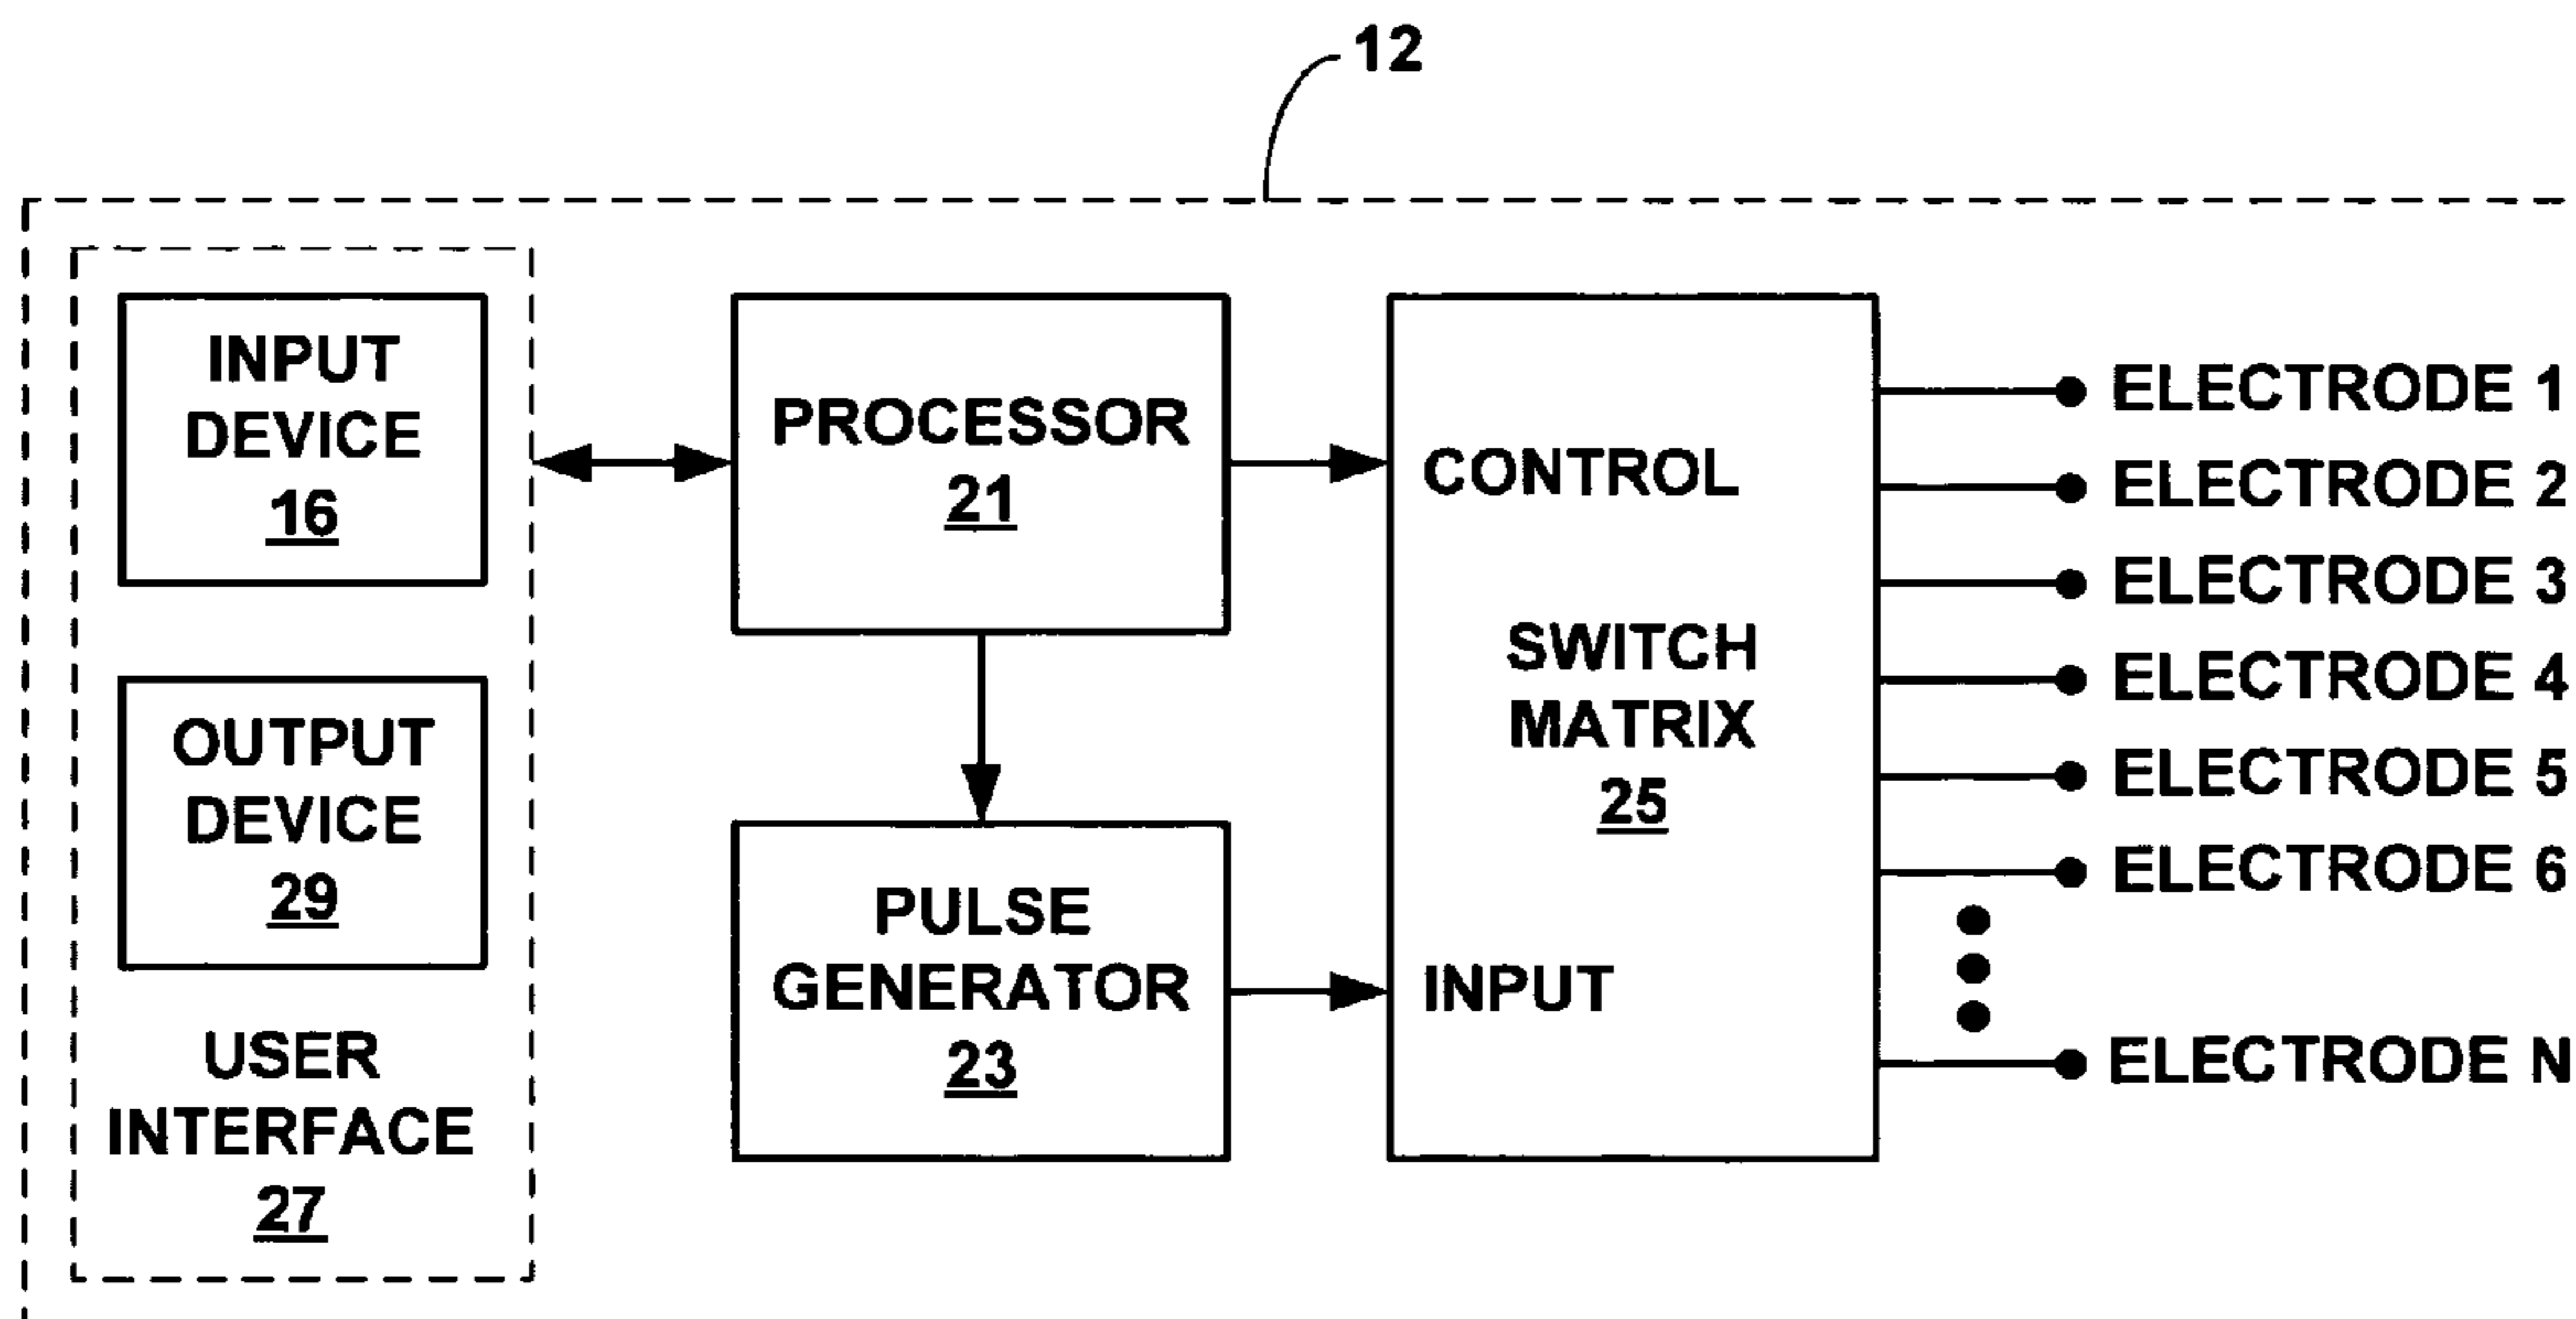 12
INPUT
DEVICE
16
OUTPUT
DEVICE
29
USER
INTERFACE
27
PROCESSOR
21
PULSE
GENERATOR
23
CONTROL
SWITCH
MATRIX
25
INPUT
ELECTRODE 1
ELECTRODE 2
ELECTRODE 3
ELECTRODE 4
ELECTRODE 5
ELECTRODE 6
ELECTRODE N